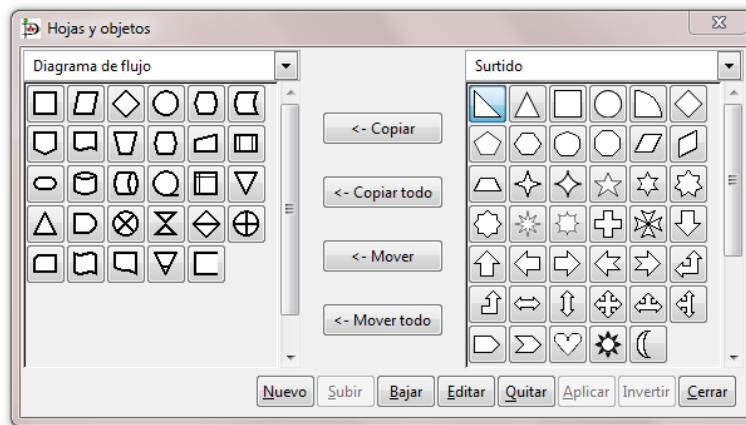 Hojas y objetos
Diagrama de flujo
Surtido
<- Copiar
<- Copiar todo
<- Mover
<- Mover todo
Nuevo Subir Bajar Editar Quitar Aplicar Invertir Cerrar